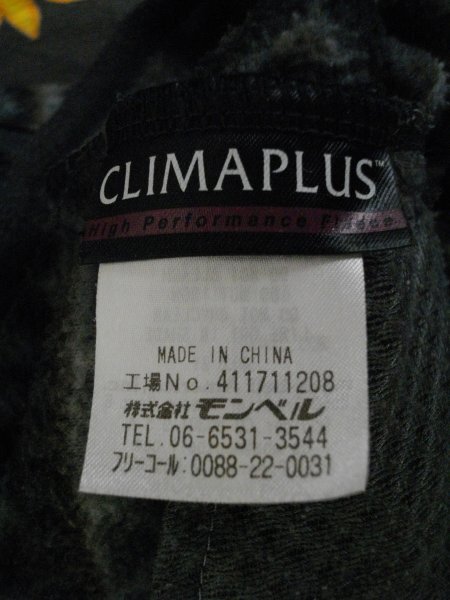 CLIMAPLUS™
High Performance Fleece
MADE IN CHINA
工場No.411711208
株式会社モンベル
TEL.06-6531-3544
フリーコール:0088-22-0031